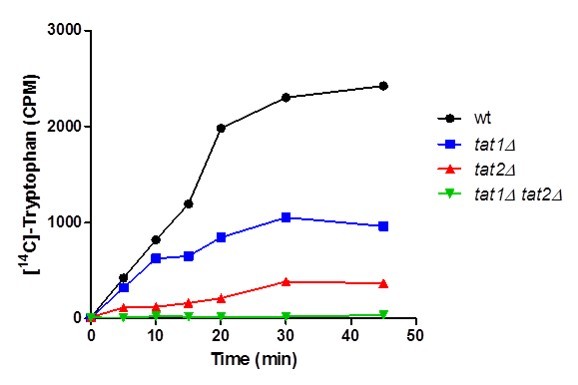 3000
2000
1000
0
[¹⁴C]-Tryptophan (CPM)
0 10 20 30 40 50
Time (min)
wt
tat1Δ
tat2Δ
tat1Δ tat2Δ